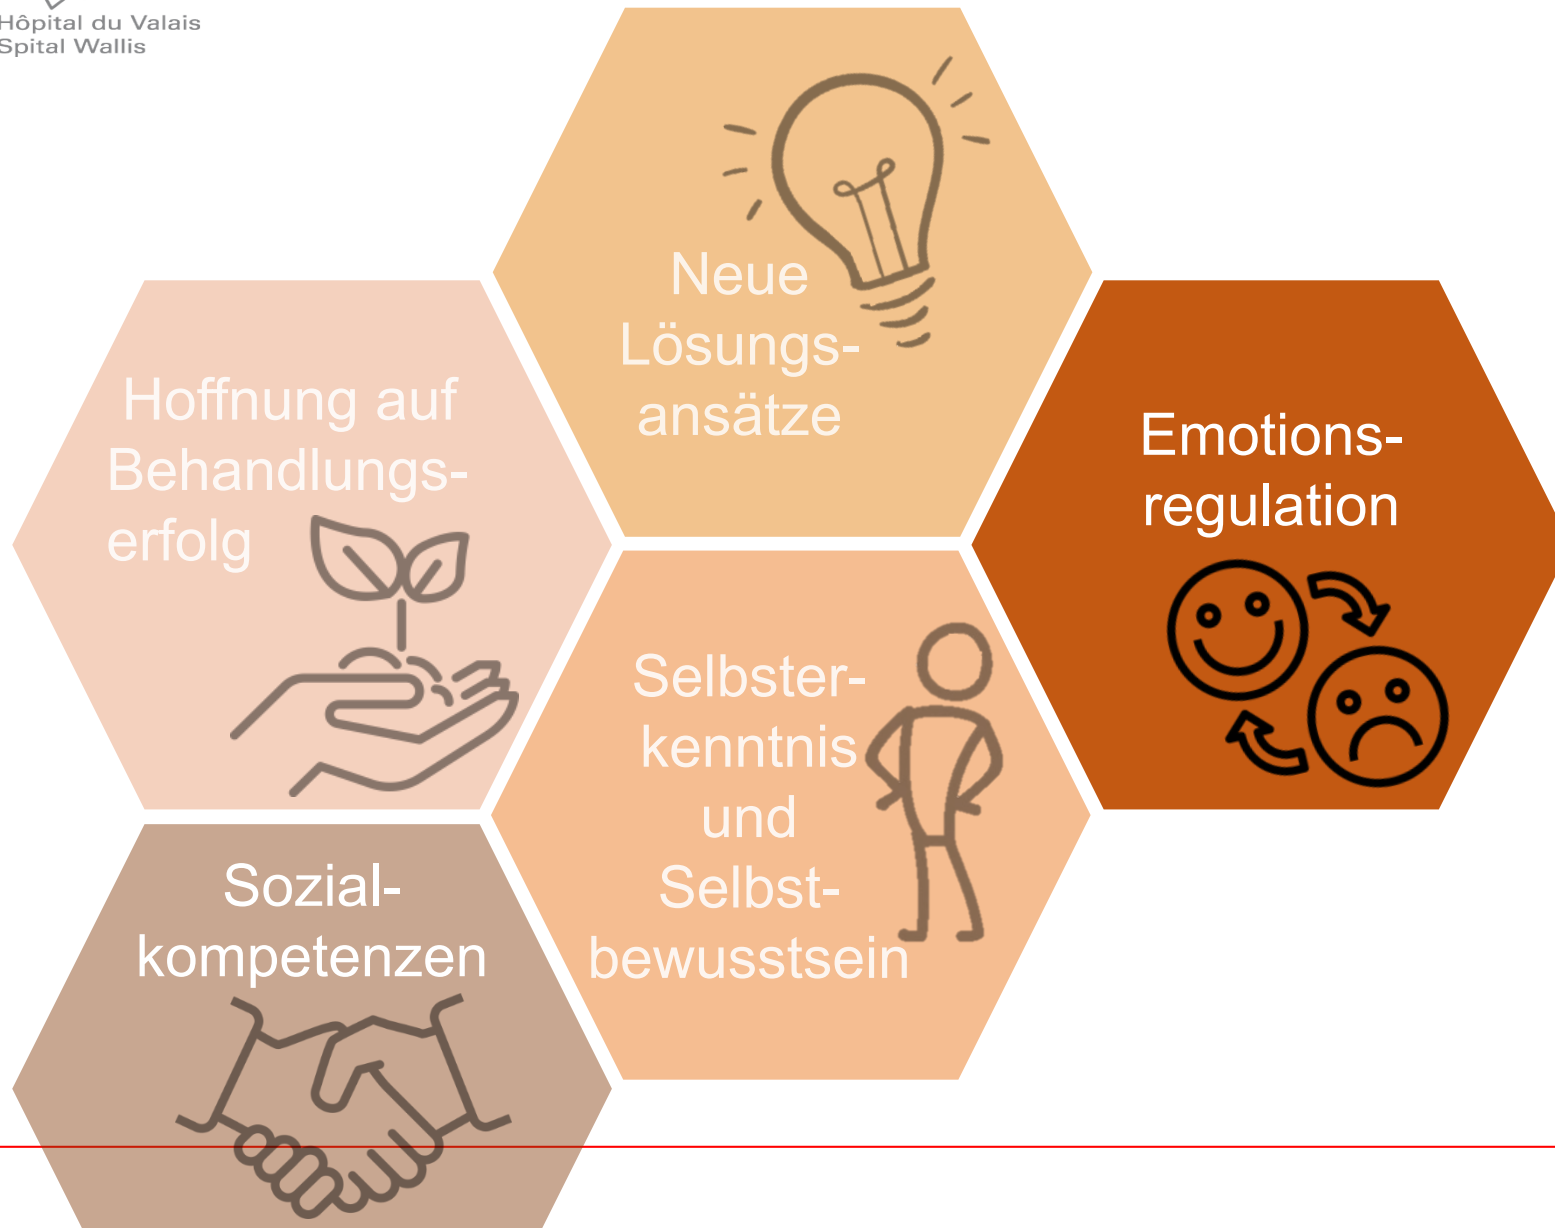 Hôpital du Valais
Spital Wallis
Neue
Lösungs-
ansätze
Hoffnung auf
Behandlungs-
erfolg
Emotions-
regulation
Selbster-
kenntnis
und
Selbst-
bewusstsein
Sozial-
kompetenzen